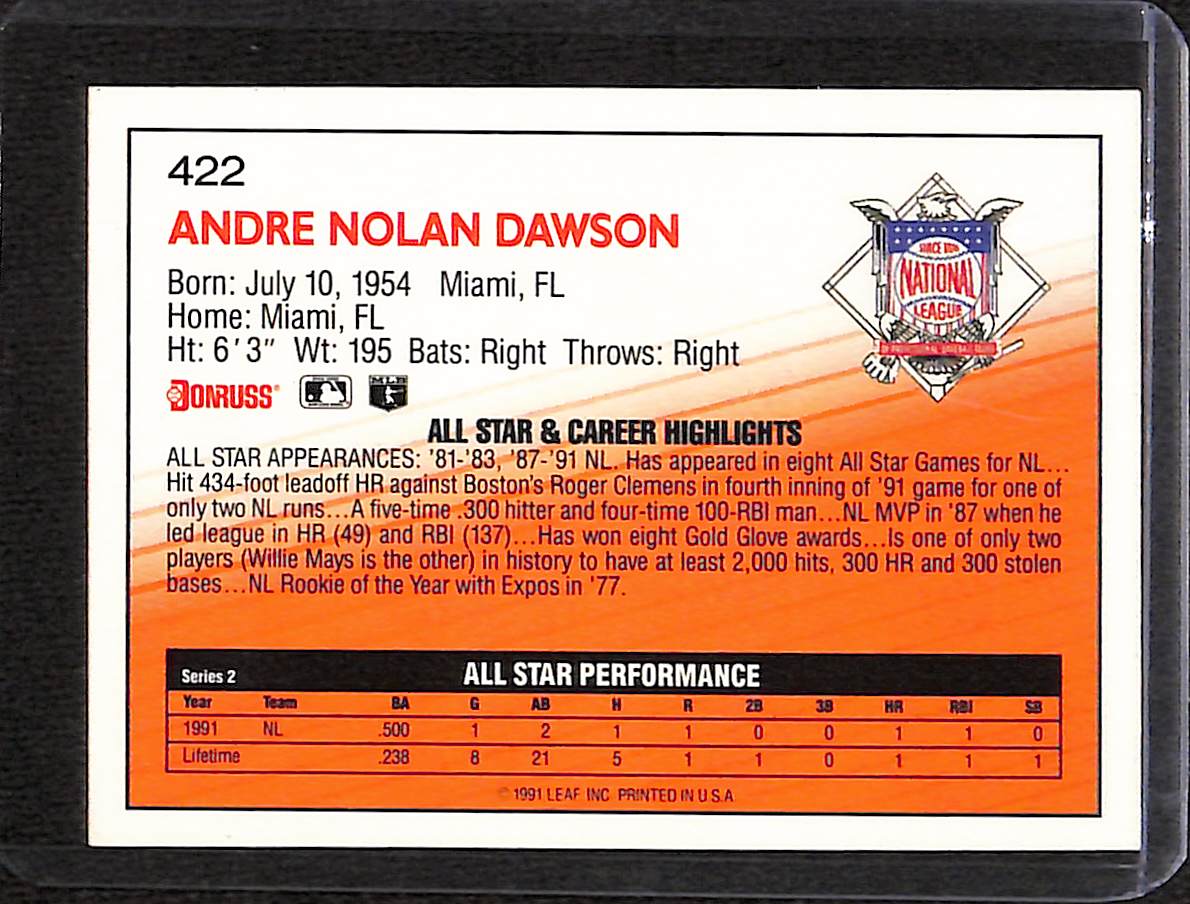 422
ANDRE NOLAN DAWSON
Born: July 10, 1954 Miami, FL
Home: Miami, FL
Ht: 6'3" Wt: 195 Bats: Right Throws: Right
SINCE 1876
NATIONAL
LEAGUE
OF PROFESSIONAL BASEBALL CLUBS
DONRUSS®
MLB
ALL STAR & CAREER HIGHLIGHTS
ALL STAR APPEARANCES: '81-'83, '87-'91 NL. Has appeared in eight All Star Games for NL...
Hit 434-foot leadoff HR against Boston's Roger Clemens in fourth inning of '91 game for one of
only two NL runs...A five-time .300 hitter and four-time 100-RBI man...NL MVP in '87 when he
led league in HR (49) and RBI (137)...Has won eight Gold Glove awards...Is one of only two
players (Willie Mays is the other) in history to have at least 2,000 hits, 300 HR and 300 stolen
bases...NL Rookie of the Year with Expos in '77.
Series 2 ALL STAR PERFORMANCE
Year Team BA G AB H R 2B 3B HR RBI SB
1991 NL .500 1 2 1 1 0 0 1 1 0
Lifetime .238 8 21 5 1 1 0 1 1 1
©1991 LEAF INC PRINTED IN U.S.A